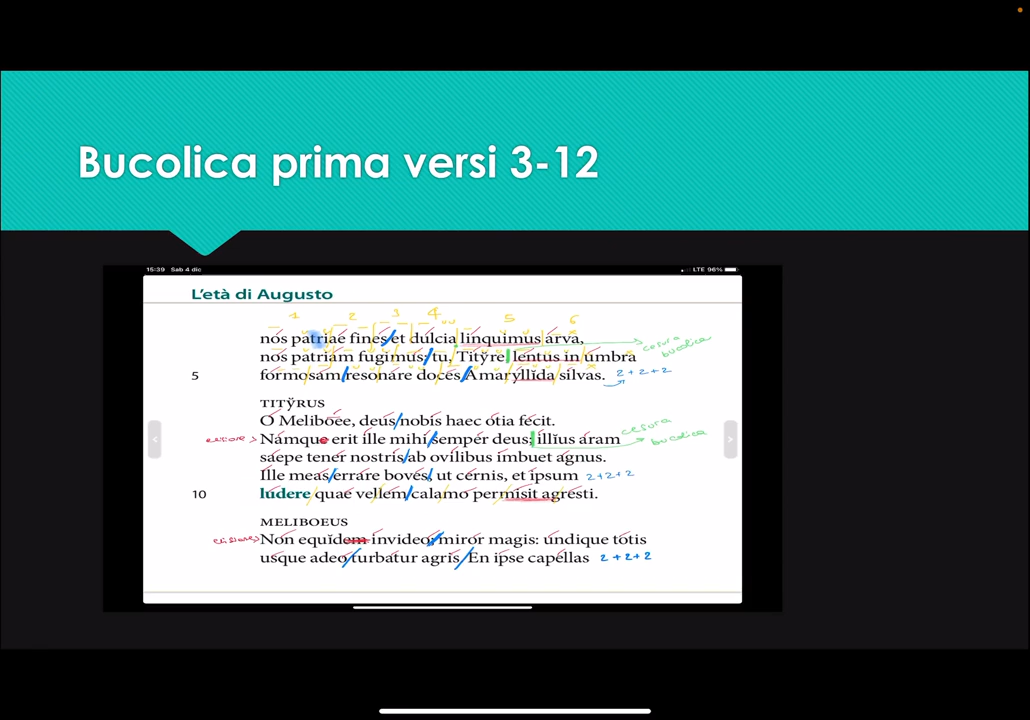 Bucolica prima versi 3-12
15:39 Sab 4 dic LTE 96%
L'età di Augusto
1 2 3 4 5 6
nos patriae fines et dulcia linquimus arva,
nos patriam fugimus; tu, Tityre lentus in umbra
cesura bucolica
5 formosam resonare doces Amaryllida silvas. 2+2+2
TITY̆RUS
O Meliboee, deus nobis haec otia fecit.
elisione Namque erit ille mihi semper deus; illius aram
cesura bucolica
saepe tener nostris ab ovilibus imbuet agnus.
Ille meas errare boves, ut cernis, et ipsum 2+2+2
10 ludere quae vellem calamo permisit agresti.
MELIBOEUS
elisione Non equidem invideo, miror magis: undique totis
usque adeo turbatur agris. En ipse capellas 2+2+2